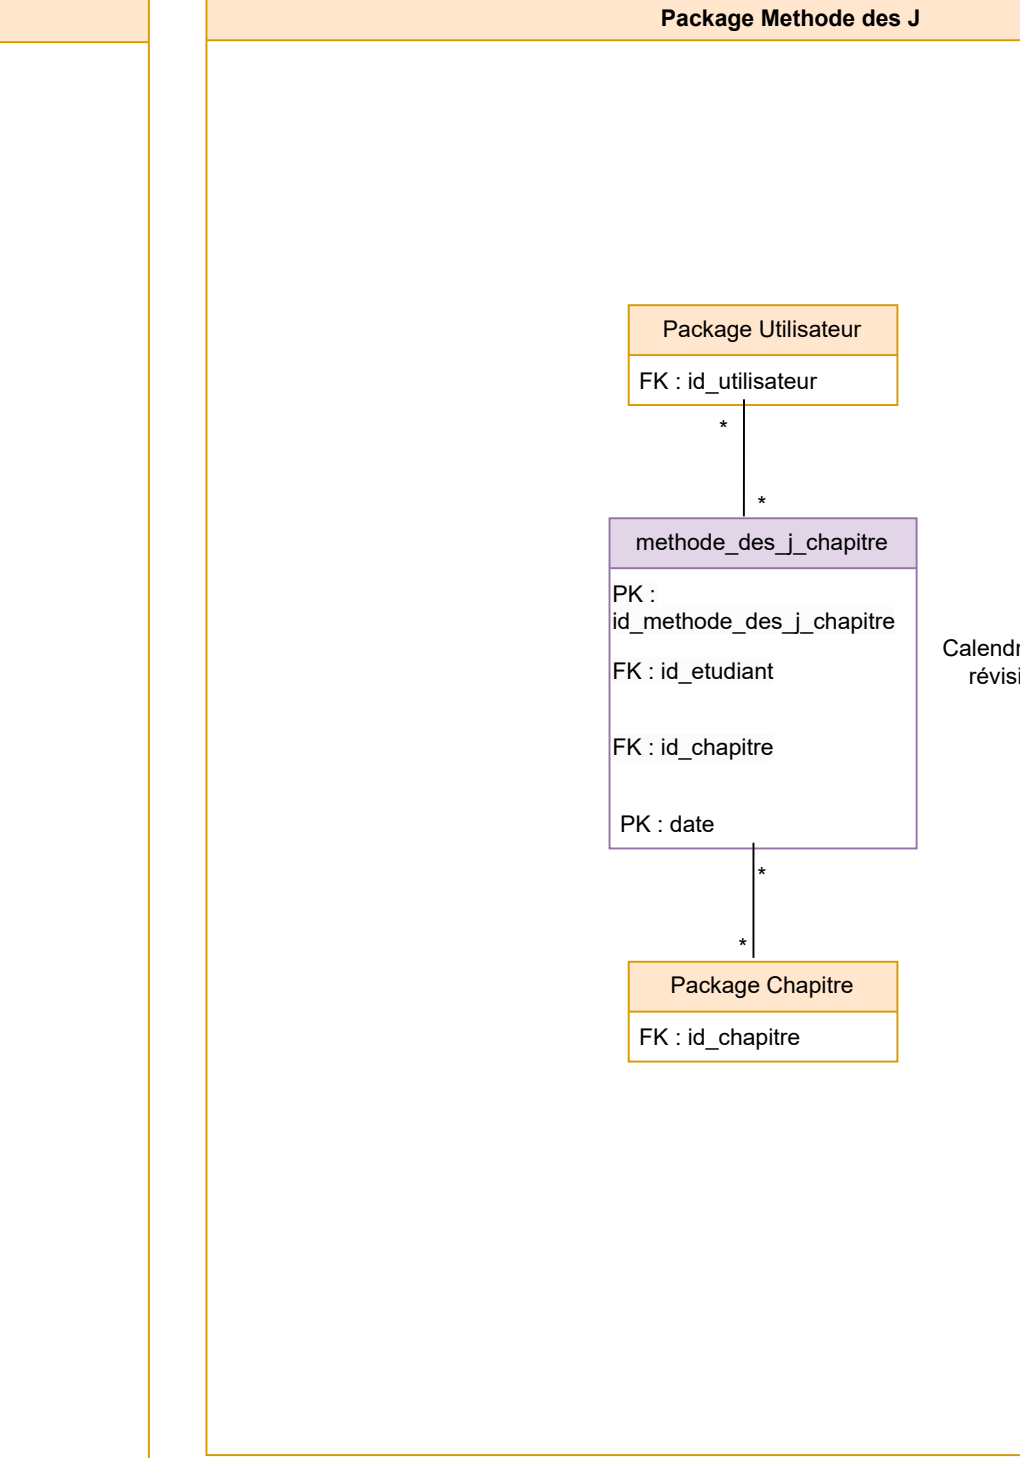 Package Methode des J
Package Utilisateur
FK : id_utilisateur
*
*
methode_des_j_chapitre
PK :
id_methode_des_j_chapitre
FK : id_etudiant
FK : id_chapitre
PK : date
*
*
Package Chapitre
FK : id_chapitre